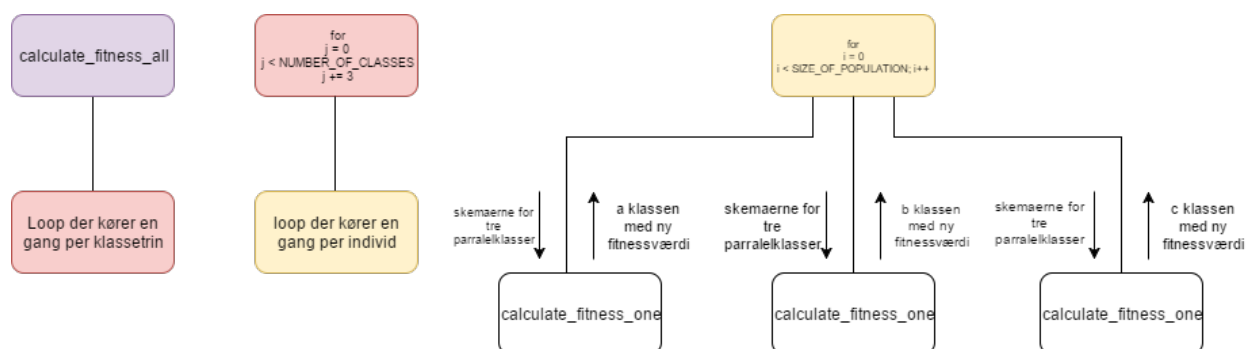 calculate_fitness_all
for
j = 0
j < NUMBER_OF_CLASSES
j += 3
for
i = 0
i < SIZE_OF_POPULATION; i++
Loop der kører en
gang per klassetrin
loop der kører en
gang per individ
skemaerne for
tre
parralelklasser
a klassen
med ny
fitnessværdi
skemaerne for
tre
parralelklasser
b klassen
med ny
fitnessværdi
skemaerne for
tre
parralelklasser
c klassen
med ny
fitnessværdi
calculate_fitness_one
calculate_fitness_one
calculate_fitness_one